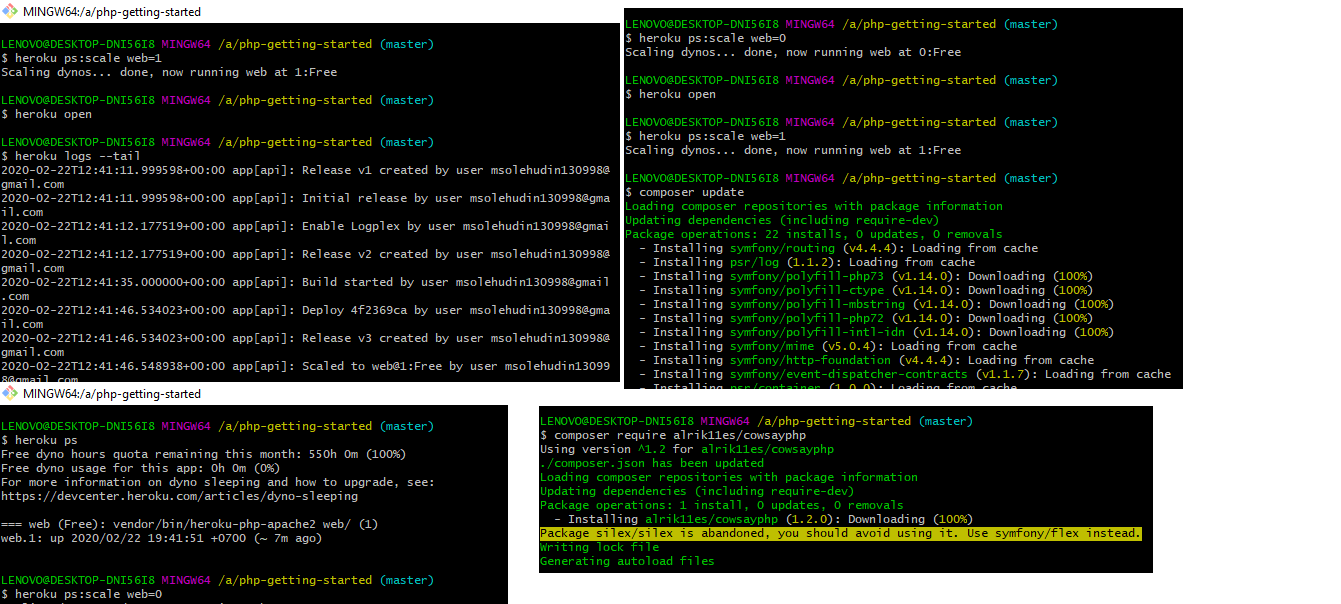 MINGW64:/a/php-getting-started
LENOVO@DESKTOP-DNI56I8 MINGW64 /a/php-getting-started (master)
$ heroku ps:scale web=1
Scaling dynos... done, now running web at 1:Free
LENOVO@DESKTOP-DNI56I8 MINGW64 /a/php-getting-started (master)
$ heroku open
LENOVO@DESKTOP-DNI56I8 MINGW64 /a/php-getting-started (master)
$ heroku logs --tail
2020-02-22T12:41:11.999598+00:00 app[api]: Release v1 created by user msolehudin130998@
gmail.com
2020-02-22T12:41:11.999598+00:00 app[api]: Initial release by user msolehudin130998@gma
il.com
2020-02-22T12:41:12.177519+00:00 app[api]: Enable Logplex by user msolehudin130998@gmai
l.com
2020-02-22T12:41:12.177519+00:00 app[api]: Release v2 created by user msolehudin130998@
gmail.com
2020-02-22T12:41:35.000000+00:00 app[api]: Build started by user msolehudin130998@gmail
.com
2020-02-22T12:41:46.534023+00:00 app[api]: Deploy 4f2369ca by user msolehudin130998@gma
il.com
2020-02-22T12:41:46.534023+00:00 app[api]: Release v3 created by user msolehudin130998@
gmail.com
2020-02-22T12:41:46.548938+00:00 app[api]: Scaled to web@1:Free by user msolehudin13099
8@gmail.com
LENOVO@DESKTOP-DNI56I8 MINGW64 /a/php-getting-started (master)
$ heroku ps:scale web=0
Scaling dynos... done, now running web at 0:Free
LENOVO@DESKTOP-DNI56I8 MINGW64 /a/php-getting-started (master)
$ heroku open
LENOVO@DESKTOP-DNI56I8 MINGW64 /a/php-getting-started (master)
$ heroku ps:scale web=1
Scaling dynos... done, now running web at 1:Free
LENOVO@DESKTOP-DNI56I8 MINGW64 /a/php-getting-started (master)
$ composer update
Loading composer repositories with package information
Updating dependencies (including require-dev)
Package operations: 22 installs, 0 updates, 0 removals
- Installing symfony/routing (v4.4.4): Loading from cache
- Installing psr/log (1.1.2): Loading from cache
- Installing symfony/polyfill-php73 (v1.14.0): Downloading (100%)
- Installing symfony/polyfill-ctype (v1.14.0): Downloading (100%)
- Installing symfony/polyfill-mbstring (v1.14.0): Downloading (100%)
- Installing symfony/polyfill-php72 (v1.14.0): Downloading (100%)
- Installing symfony/polyfill-intl-idn (v1.14.0): Downloading (100%)
- Installing symfony/mime (v5.0.4): Loading from cache
- Installing symfony/http-foundation (v4.4.4): Loading from cache
- Installing symfony/event-dispatcher-contracts (v1.1.7): Loading from cache
- Installing psr/container (1.0.0): Loading from cache
MINGW64:/a/php-getting-started
LENOVO@DESKTOP-DNI56I8 MINGW64 /a/php-getting-started (master)
$ heroku ps
Free dyno hours quota remaining this month: 550h 0m (100%)
Free dyno usage for this app: 0h 0m (0%)
For more information on dyno sleeping and how to upgrade, see:
https://devcenter.heroku.com/articles/dyno-sleeping
=== web (Free): vendor/bin/heroku-php-apache2 web/ (1)
web.1: up 2020/02/22 19:41:51 +0700 (~ 7m ago)
LENOVO@DESKTOP-DNI56I8 MINGW64 /a/php-getting-started (master)
$ heroku ps:scale web=0
LENOVO@DESKTOP-DNI56I8 MINGW64 /a/php-getting-started (master)
$ composer require alrik11es/cowsayphp
Using version ^1.2 for alrik11es/cowsayphp
./composer.json has been updated
Loading composer repositories with package information
Updating dependencies (including require-dev)
Package operations: 1 install, 0 updates, 0 removals
- Installing alrik11es/cowsayphp (1.2.0): Downloading (100%)
Package silex/silex is abandoned, you should avoid using it. Use symfony/flex instead.
Writing lock file
Generating autoload files